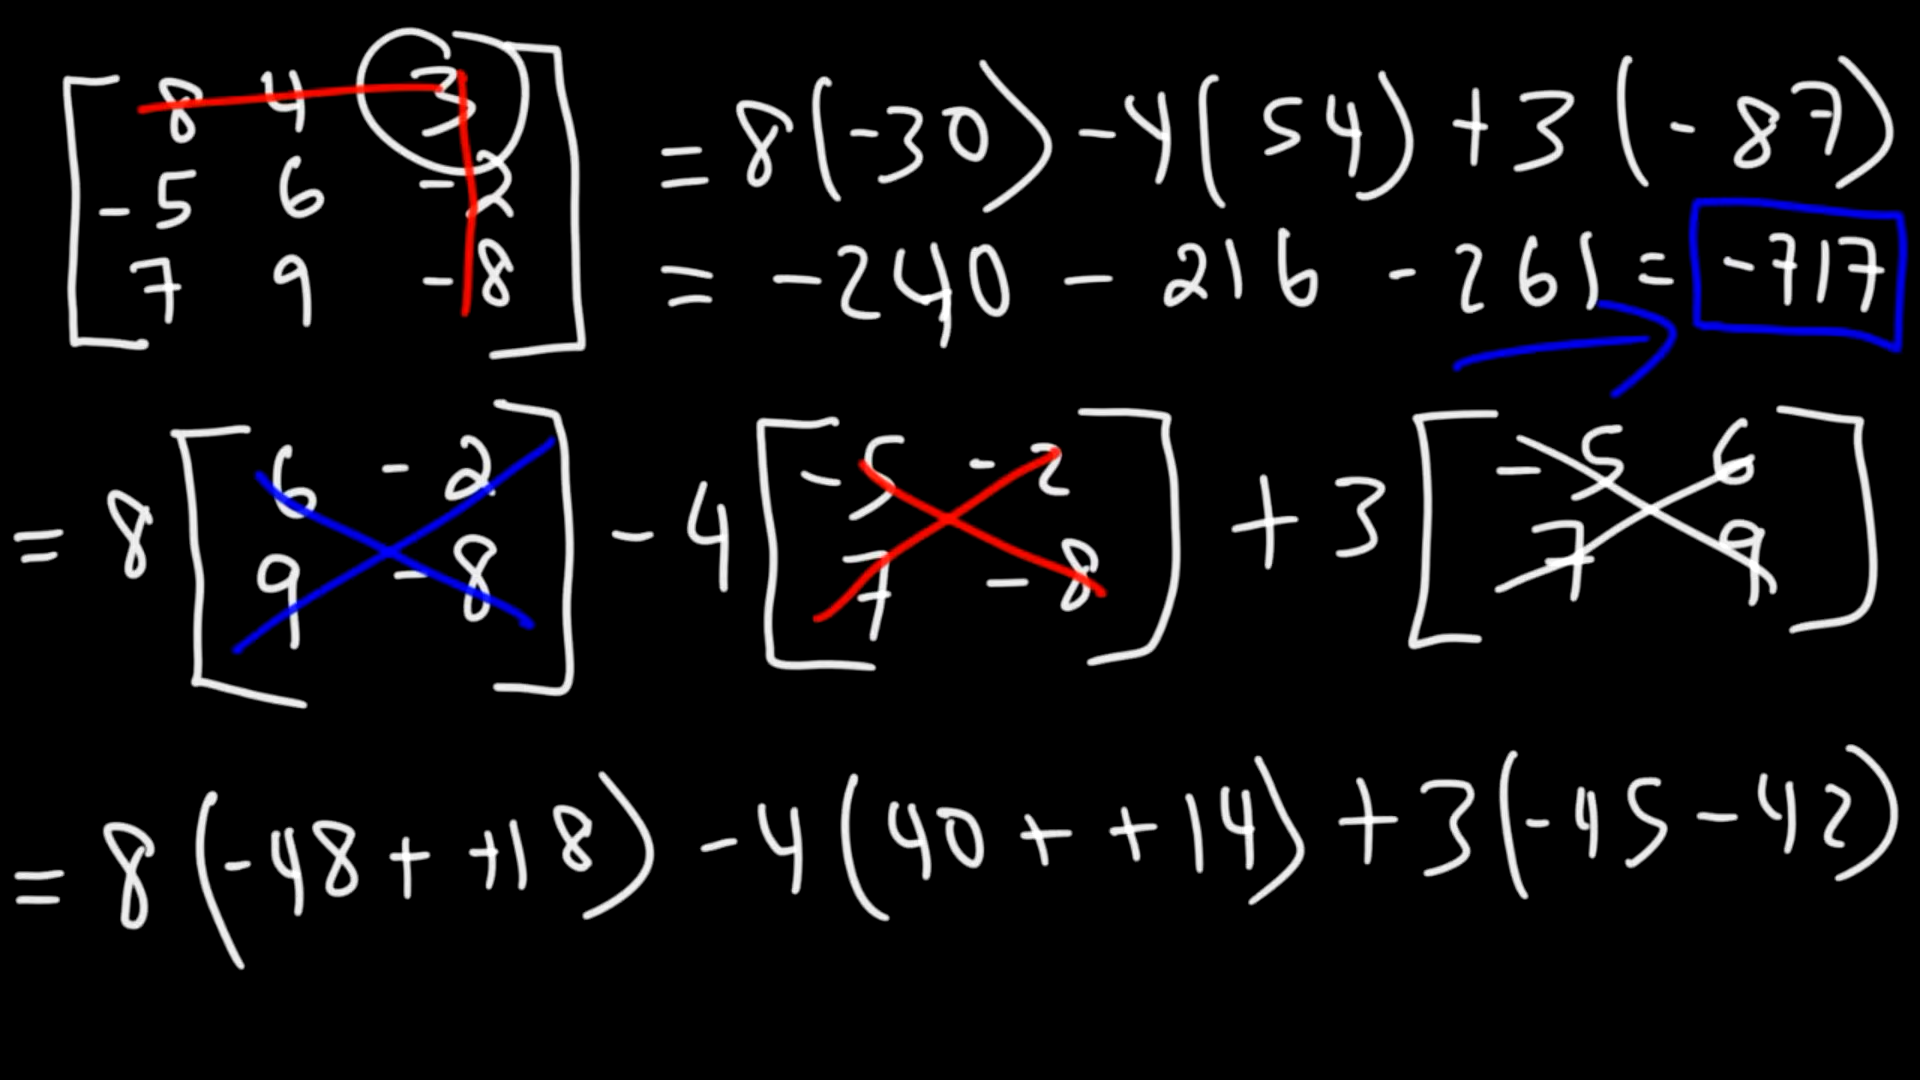 [ 8 4 3 = 8(-30) - 4(54) + 3(-87)
-5 6 -2
7 9 -8 ] = -240 - 216 - 261 = -717
= 8 [ 6 -2 9 -8 ] - 4 [ -5 -2 7 -8 ] + 3 [ -5 6 7 9 ]
= 8(-48 + +18) - 4(40 + +14) + 3(-45 - 42)